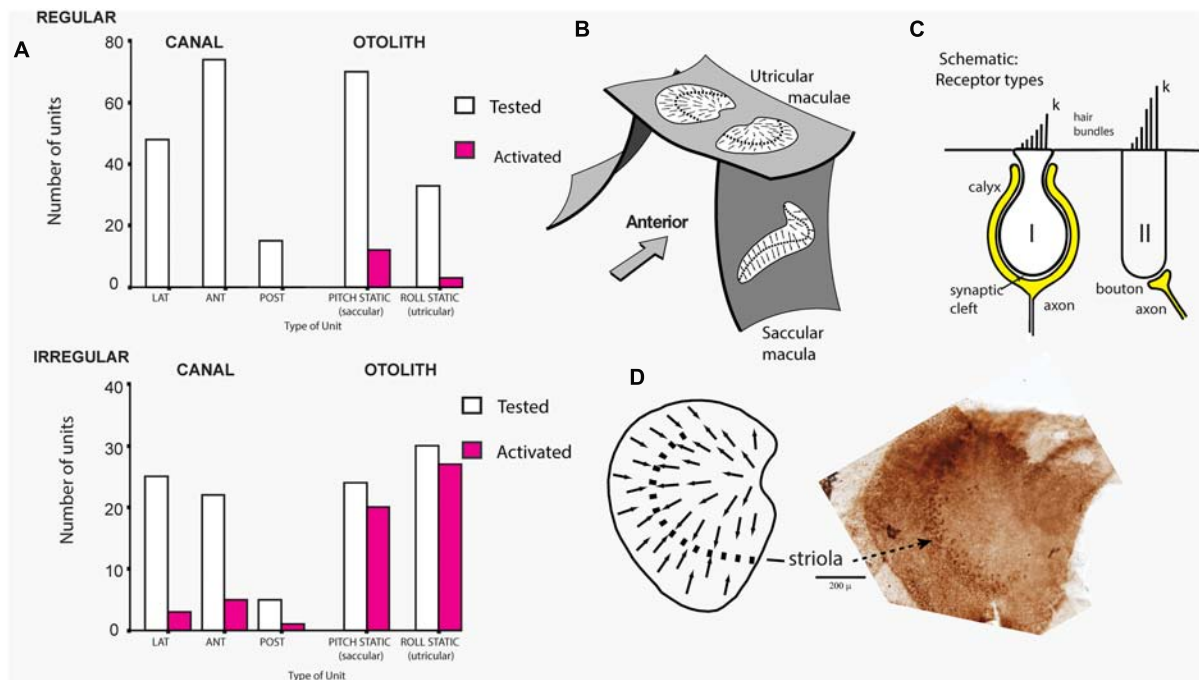 A
REGULAR
CANAL
OTOLITH
Number of units
80
60
40
20
0
Tested
Activated
LAT
ANT
POST
PITCH STATIC
(saccular)
ROLL STATIC
(utricular)
Type of Unit
IRREGULAR
CANAL
OTOLITH
Number of units
40
30
20
10
0
Tested
Activated
LAT
ANT
POST
PITCH STATIC
(saccular)
ROLL STATIC
(utricular)
Type of Unit
B
Utricular
maculae
Anterior
Saccular
macula
C
Schematic:
Receptor types
k
hair
bundles
k
calyx
I
II
synaptic
cleft
axon
bouton
axon
D
striola
200 μ